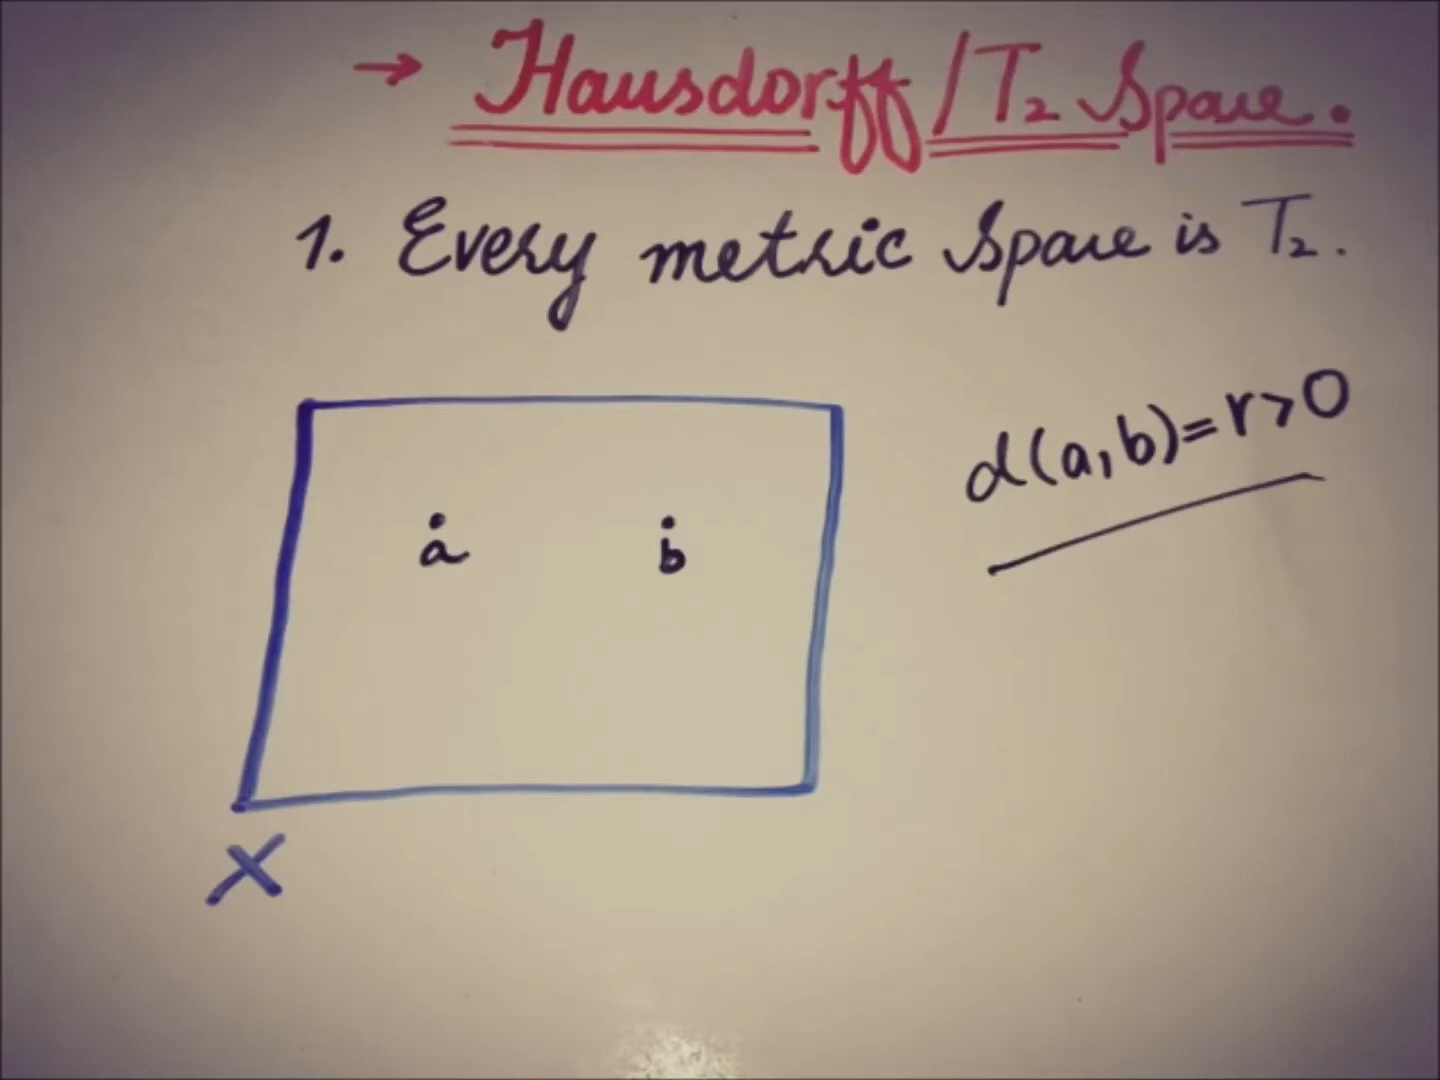 → Hausdorff/T₂ Space.
1. Every metric Space is T₂.
d(a,b)=r>0
a b
X